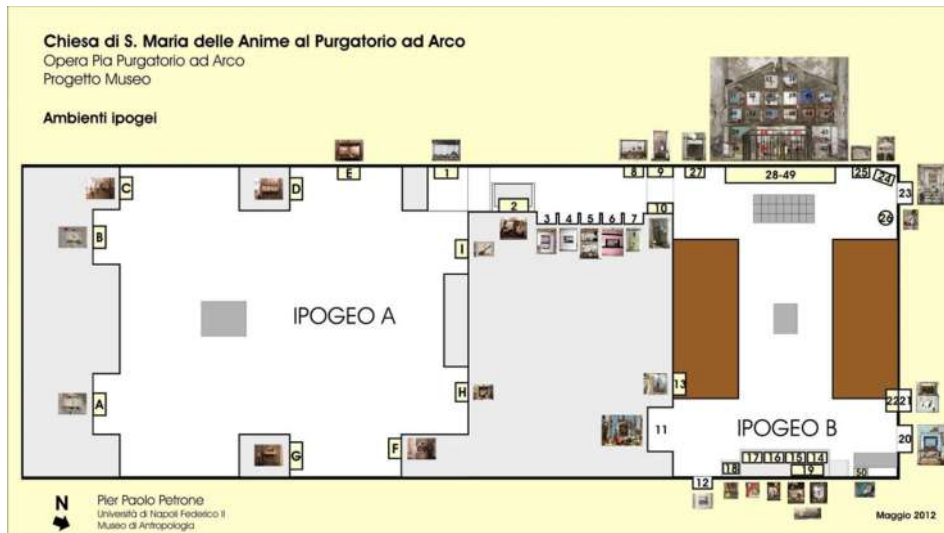 Chiesa di S. Maria delle Anime al Purgatorio ad Arco
Opera Pia Purgatorio ad Arco
Progetto Museo
Ambienti ipogei
C
D
E
1
8
9
27
28-49
25
24
23
2
10
3
4
5
6
7
26
B
I
IPOGEO A
A
H
13
22
21
11
IPOGEO B
20
G
F
17
16
15
14
18
19
50
12
N
Pier Paolo Petrone
Università di Napoli Federico II
Museo di Antropologia
Maggio 2012